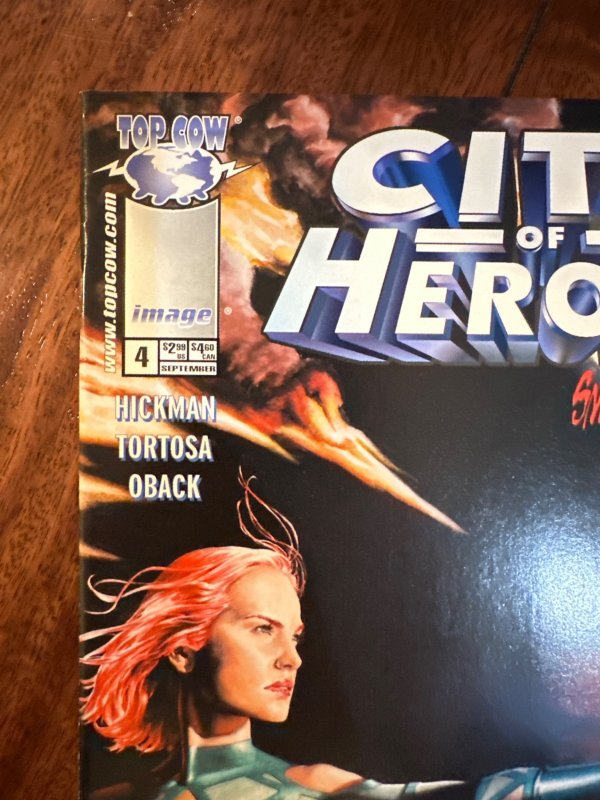 TOP COW®
www.topcow.com
image®
4
$2.99 US
$4.60 CAN
SEPTEMBER
CIT
OF
HERO
HICKMAN
TORTOSA
OBACK